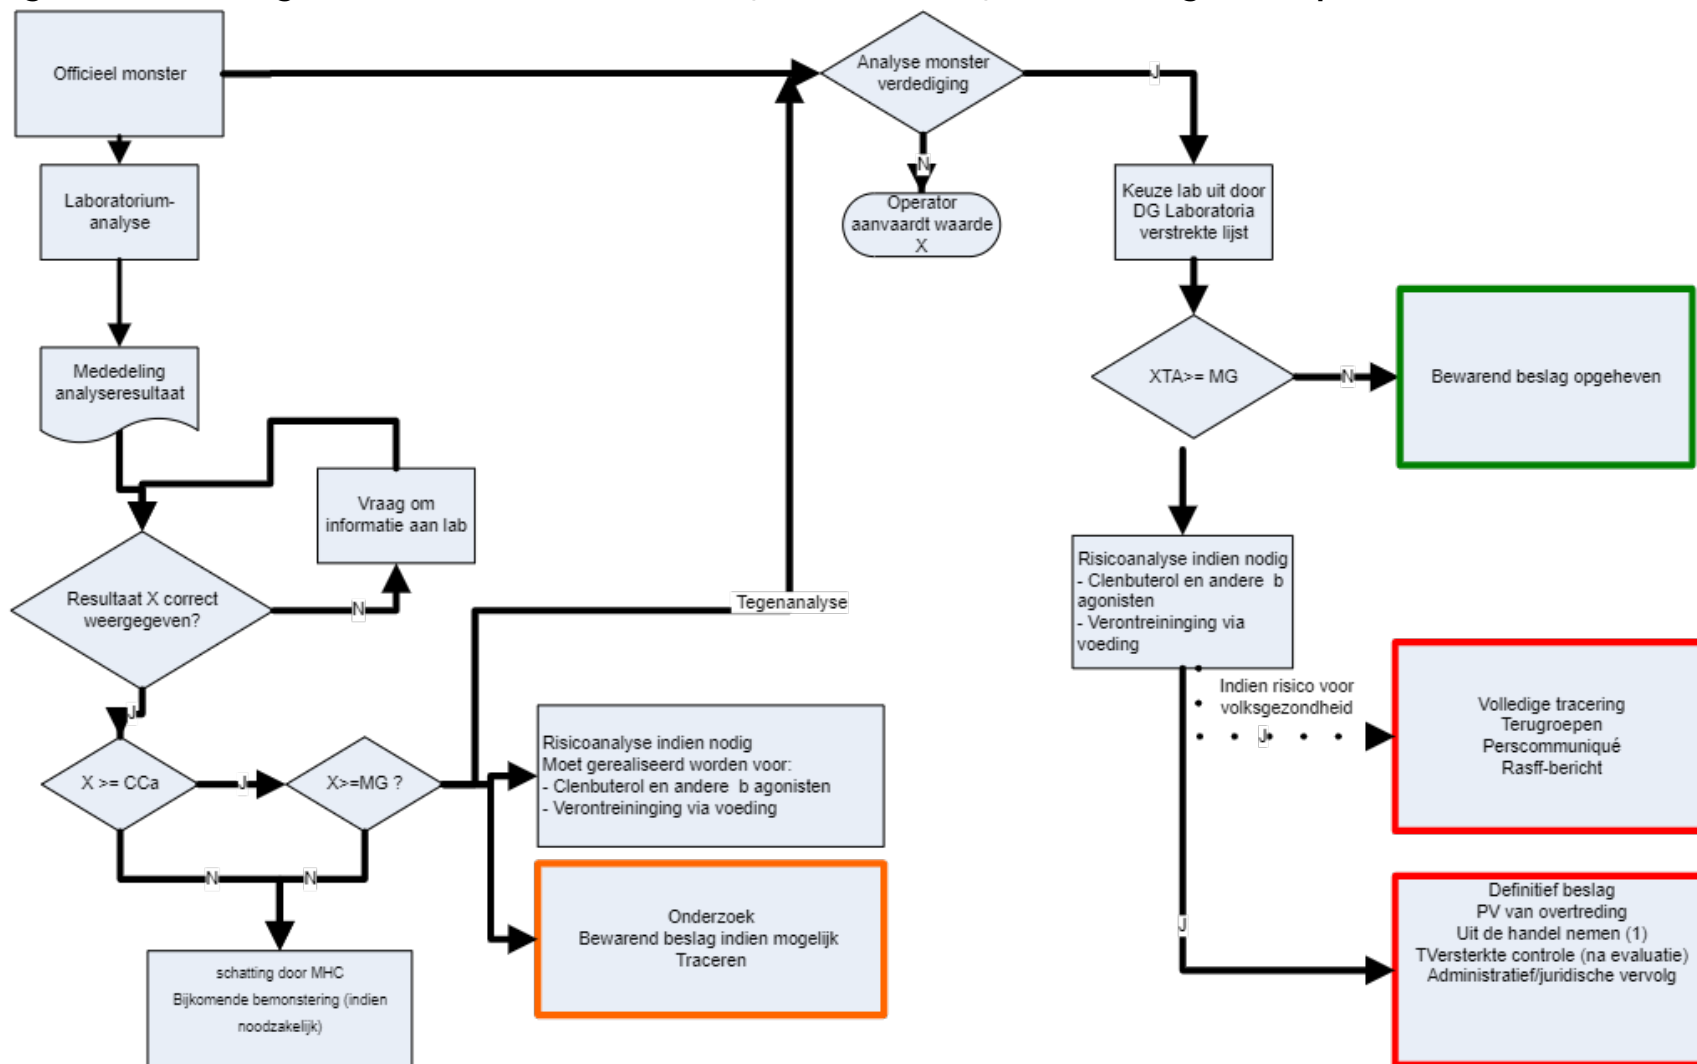 Officieel monster
Analyse monster
verdediging
J
Laboratorium-
analyse
N
Operator
aanvaardt waarde
X
Keuze lab uit door
DG Laboratoria
verstrekte lijst
Mededeling
analyseresultaat
XTA>= MG
N
Bewarend beslag opgeheven
Vraag om
informatie aan lab
Resultaat X correct
weergegeven?
N
Tegenanalyse
Risicoanalyse indien nodig
- Clenbuterol en andere b
agonisten
- Verontreininging via
voeding
Indien risico voor
volksgezondheid
J
Volledige tracering
Terugroepen
Perscommuniqué
Rasff-bericht
J
X >= CCa
J
X>=MG ?
Risicoanalyse indien nodig
Moet gerealiseerd worden voor:
- Clenbuterol en andere b agonisten
- Verontreininging via voeding
N
N
Onderzoek
Bewarend beslag indien mogelijk
Traceren
J
Definitief beslag
PV van overtreding
Uit de handel nemen (1)
TVersterkte controle (na evaluatie)
Administratief/juridische vervolg
schatting door MHC
Bijkomende bemonstering (indien
noodzakelijk)